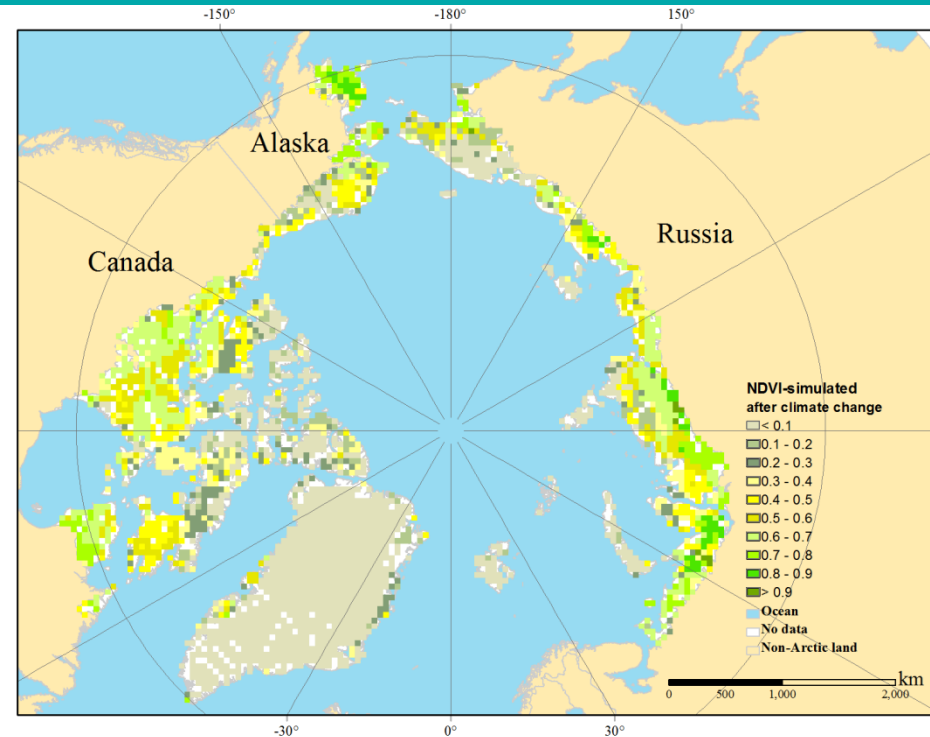 -150°
-180°
150°
Alaska
Canada
Russia
NDVI-simulated
after climate change
< 0.1
0.1 - 0.2
0.2 - 0.3
0.3 - 0.4
0.4 - 0.5
0.5 - 0.6
0.6 - 0.7
0.7 - 0.8
0.8 - 0.9
> 0.9
Ocean
No data
Non-Arctic land
km
0 500 1,000 2,000
-30°
0°
30°